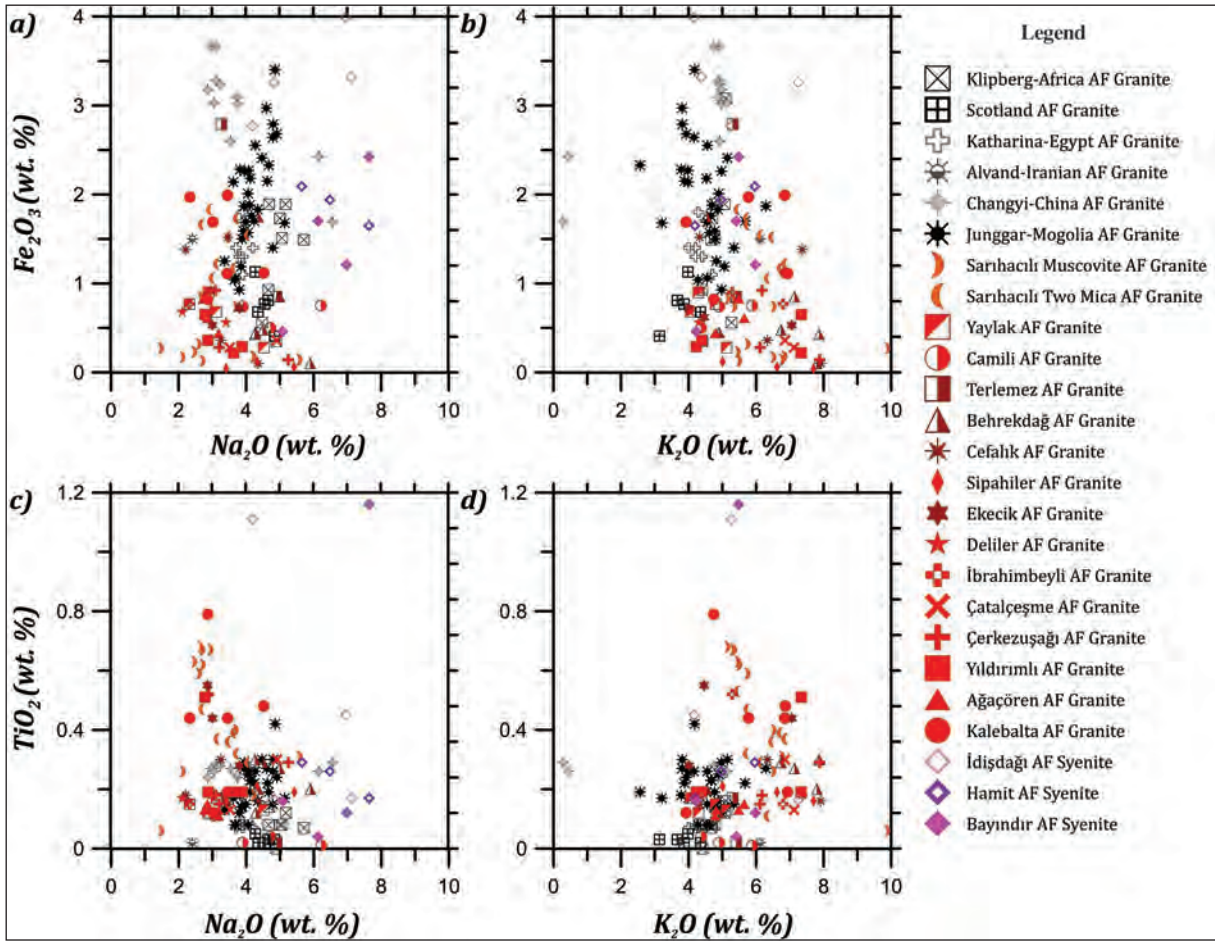 a)
4
3
2
1
0
Fe2O3 (wt. %)
0 2 4 6 8 10
Na2O (wt. %)
b)
4
3
2
1
0
0 2 4 6 8 10
K2O (wt. %)
c)
1.2
0.8
0.4
0
TiO2 (wt. %)
0 2 4 6 8 10
Na2O (wt. %)
d)
1.2
0.8
0.4
0
0 2 4 6 8 10
K2O (wt. %)
Legend
Klipberg-Africa AF Granite
Scotland AF Granite
Katharina-Egypt AF Granite
Alvand-Iranian AF Granite
Changyi-China AF Granite
Junggar-Mogolia AF Granite
Sarıhacılı Muscovite AF Granite
Sarıhacılı Two Mica AF Granite
Yaylak AF Granite
Camili AF Granite
Terlemez AF Granite
Behrekdağ AF Granite
Cefalık AF Granite
Sipahiler AF Granite
Ekecik AF Granite
Deliler AF Granite
İbrahimbeyli AF Granite
Çatalçeşme AF Granite
Çerkezuşağı AF Granite
Yıldırımlı AF Granite
Ağaçören AF Granite
Kalebalta AF Granite
İdişdağı AF Syenite
Hamit AF Syenite
Bayındır AF Syenite